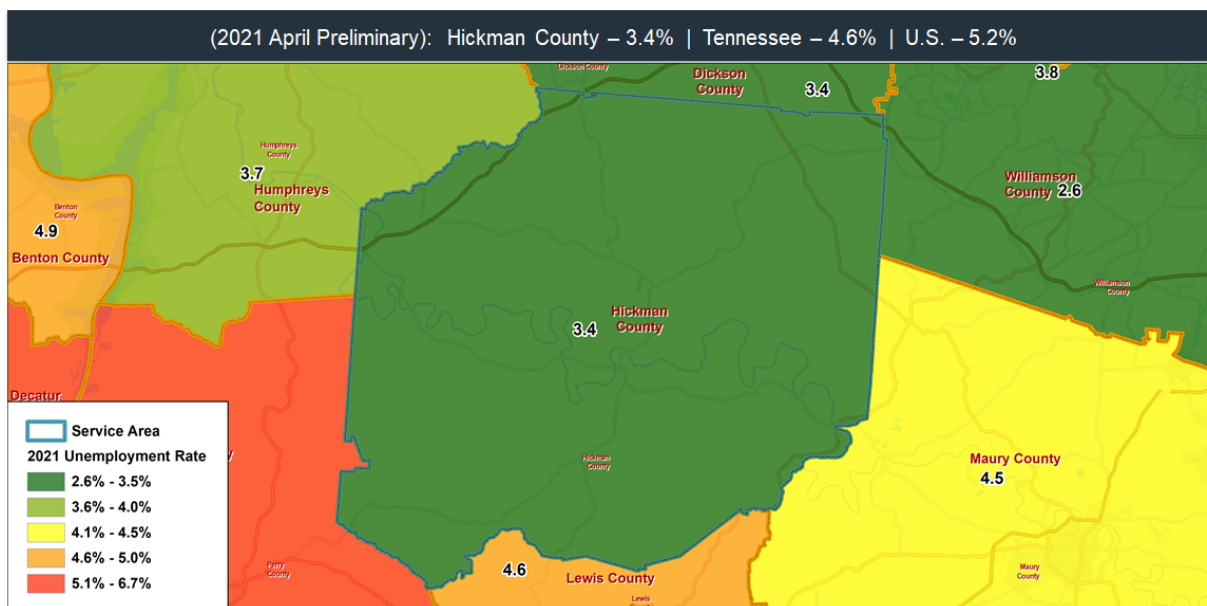 (2021 April Preliminary): Hickman County – 3.4% | Tennessee – 4.6% | U.S. – 5.2%
Dickson County
Dickson
County
3.4
3.8
Humphreys
County
3.7
Humphreys
County
Williamson
County
2.6
Benton
County
4.9
Benton County
Williamson
County
Hickman
County
3.4
Decatur
Hickman
County
Maury County
4.5
Perry
County
4.6
Lewis County
Lewis
Maury
County
Service Area
2021 Unemployment Rate
2.6% - 3.5%
3.6% - 4.0%
4.1% - 4.5%
4.6% - 5.0%
5.1% - 6.7%